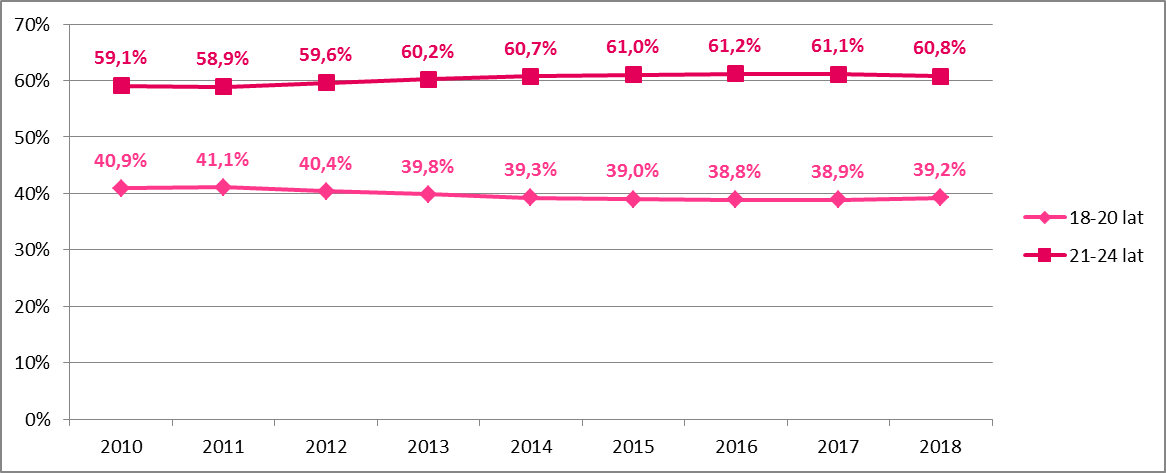 70%
59,1% 58,9% 59,6% 60,2% 60,7% 61,0% 61,2% 61,1% 60,8%
60%
50%
40,9% 41,1% 40,4% 39,8% 39,3% 39,0% 38,8% 38,9% 39,2%
40%
18-20 lat
30%
21-24 lat
20%
10%
0%
2010 2011 2012 2013 2014 2015 2016 2017 2018